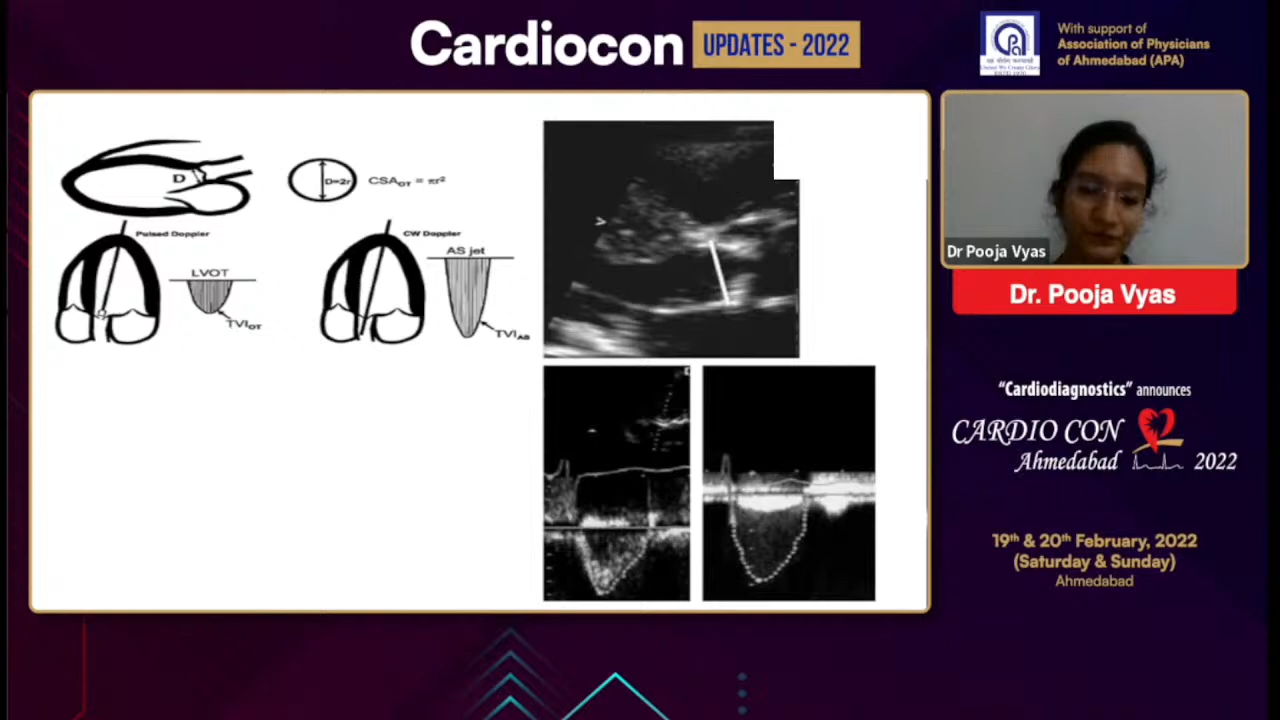 Cardiocon
UPDATES - 2022
With support of
Association of Physicians
of Ahmedabad (APA)
D
D=2r
CSAOT = πr²
Pulsed Doppler
LVOT
TVIOT
CW Doppler
AS jet
TVIAS
Dr Pooja Vyas
Dr. Pooja Vyas
“Cardiodiagnostics” announces
CARDIO CON
Ahmedabad 2022
19th & 20th February, 2022
(Saturday & Sunday)
Ahmedabad